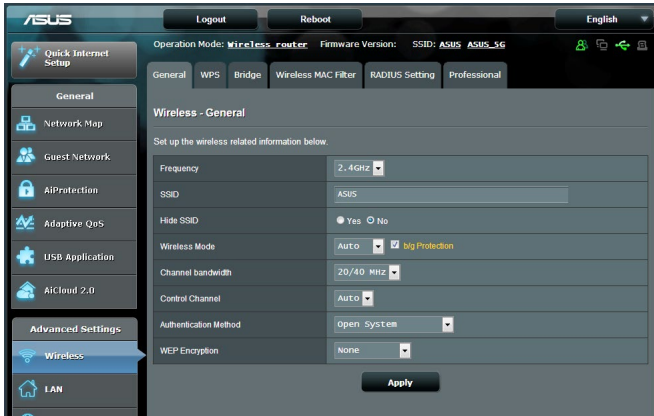 ASUS
Logout
Reboot
English
Quick Internet
Setup
Operation Mode: Wireless router Firmware Version: SSID: ASUS ASUS_5G
General
WPS
Bridge
Wireless MAC Filter
RADIUS Setting
Professional
General
Network Map
Guest Network
AiProtection
Adaptive QoS
USB Application
AiCloud 2.0
Advanced Settings
Wireless
LAN
Wireless - General
Set up the wireless related information below.
Frequency 2.4GHz
SSID ASUS
Hide SSID Yes No
Wireless Mode Auto b/g Protection
Channel bandwidth 20/40 MHz
Control Channel Auto
Authentication Method Open System
WEP Encryption None
Apply